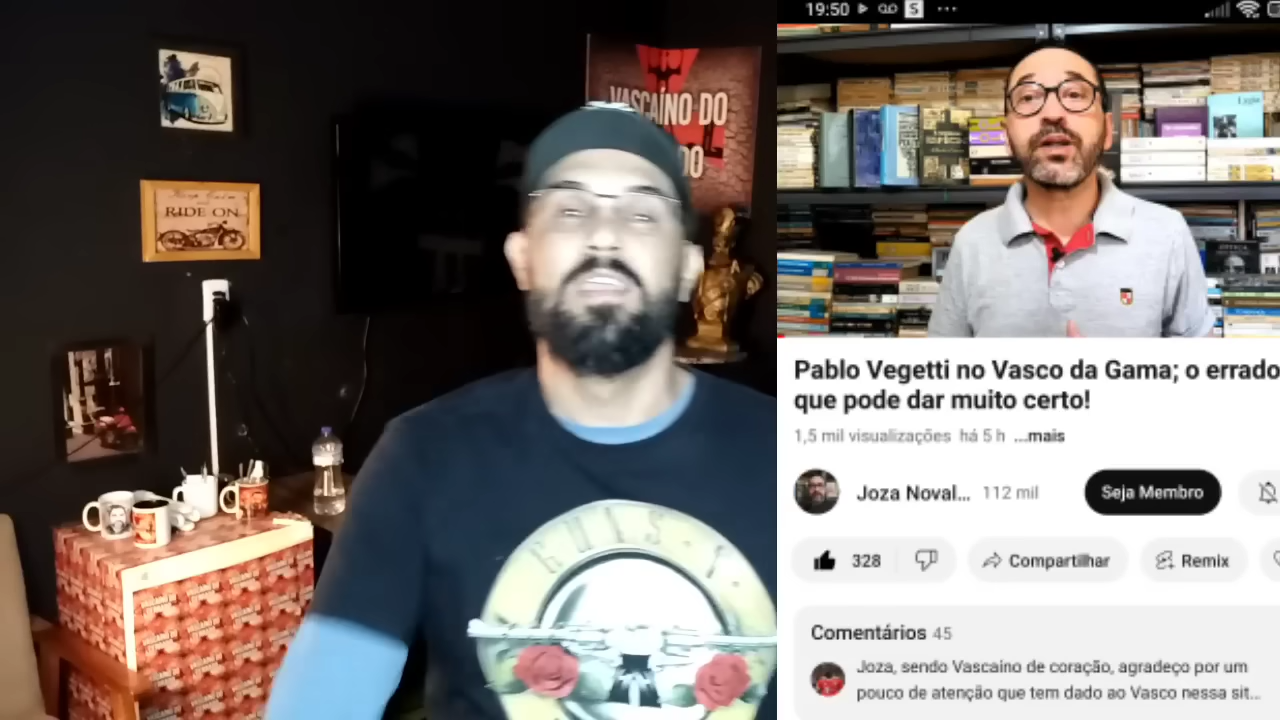 RIDE ON
VASCAÍNO DO
GUNS
19:50
Pablo Vegetti no Vasco da Gama; o errado
que pode dar muito certo!
1,5 mil visualizações há 5 h ...mais
Joza Noval... 112 mil
Seja Membro
328
Compartilhar
Remix
Comentários 45
Joza, sendo Vascaino de coração, agradeço por um
pouco de atenção que tem dado ao Vasco nessa sit...